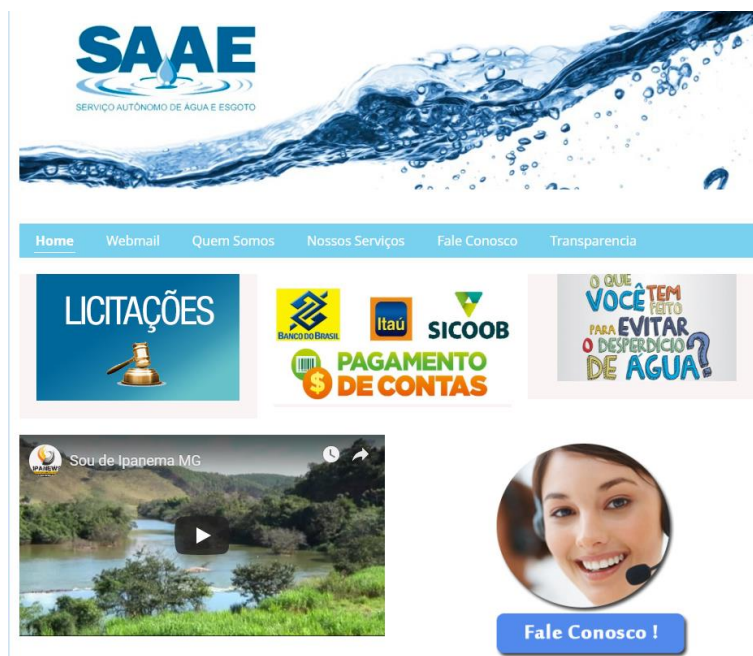 SAAE
SERVIÇO AUTÔNOMO DE ÁGUA E ESGOTO
Home Webmail Quem Somos Nossos Serviços Fale Conosco Transparencia
LICITAÇÕES
BANCO DO BRASIL
Itaú
SICOOB
PAGAMENTO
DE CONTAS
O QUE
VOCÊ TEM
FEITO
PARA EVITAR
O DESPERDÍCIO
DE ÁGUA?
IPANEWS
Sou de Ipanema MG
Fale Conosco !